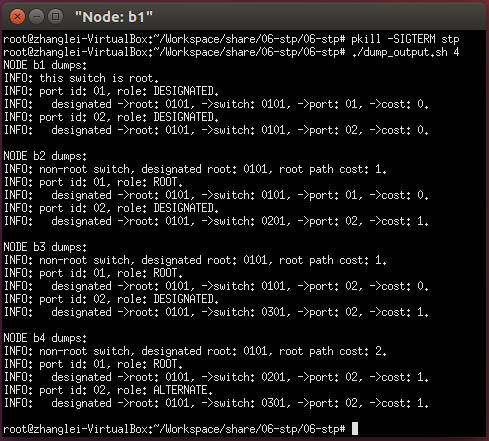 "Node: b1"
root@zhanglei-VirtualBox:~/Workspace/share/06-stp/06-stp# pkill -SIGTERM stp
root@zhanglei-VirtualBox:~/Workspace/share/06-stp/06-stp# ./dump_output.sh 4
NODE b1 dumps:
INFO: this switch is root.
INFO: port id: 01, role: DESIGNATED.
INFO:   designated ->root: 0101, ->switch: 0101, ->port: 01, ->cost: 0.
INFO: port id: 02, role: DESIGNATED.
INFO:   designated ->root: 0101, ->switch: 0101, ->port: 02, ->cost: 0.
NODE b2 dumps:
INFO: non-root switch, designated root: 0101, root path cost: 1.
INFO: port id: 01, role: ROOT.
INFO:   designated ->root: 0101, ->switch: 0101, ->port: 01, ->cost: 0.
INFO: port id: 02, role: DESIGNATED.
INFO:   designated ->root: 0101, ->switch: 0201, ->port: 02, ->cost: 1.
NODE b3 dumps:
INFO: non-root switch, designated root: 0101, root path cost: 1.
INFO: port id: 01, role: ROOT.
INFO:   designated ->root: 0101, ->switch: 0101, ->port: 02, ->cost: 0.
INFO: port id: 02, role: DESIGNATED.
INFO:   designated ->root: 0101, ->switch: 0301, ->port: 02, ->cost: 1.
NODE b4 dumps:
INFO: non-root switch, designated root: 0101, root path cost: 2.
INFO: port id: 01, role: ROOT.
INFO:   designated ->root: 0101, ->switch: 0201, ->port: 02, ->cost: 1.
INFO: port id: 02, role: ALTERNATE.
INFO:   designated ->root: 0101, ->switch: 0301, ->port: 02, ->cost: 1.
root@zhanglei-VirtualBox:~/Workspace/share/06-stp/06-stp#